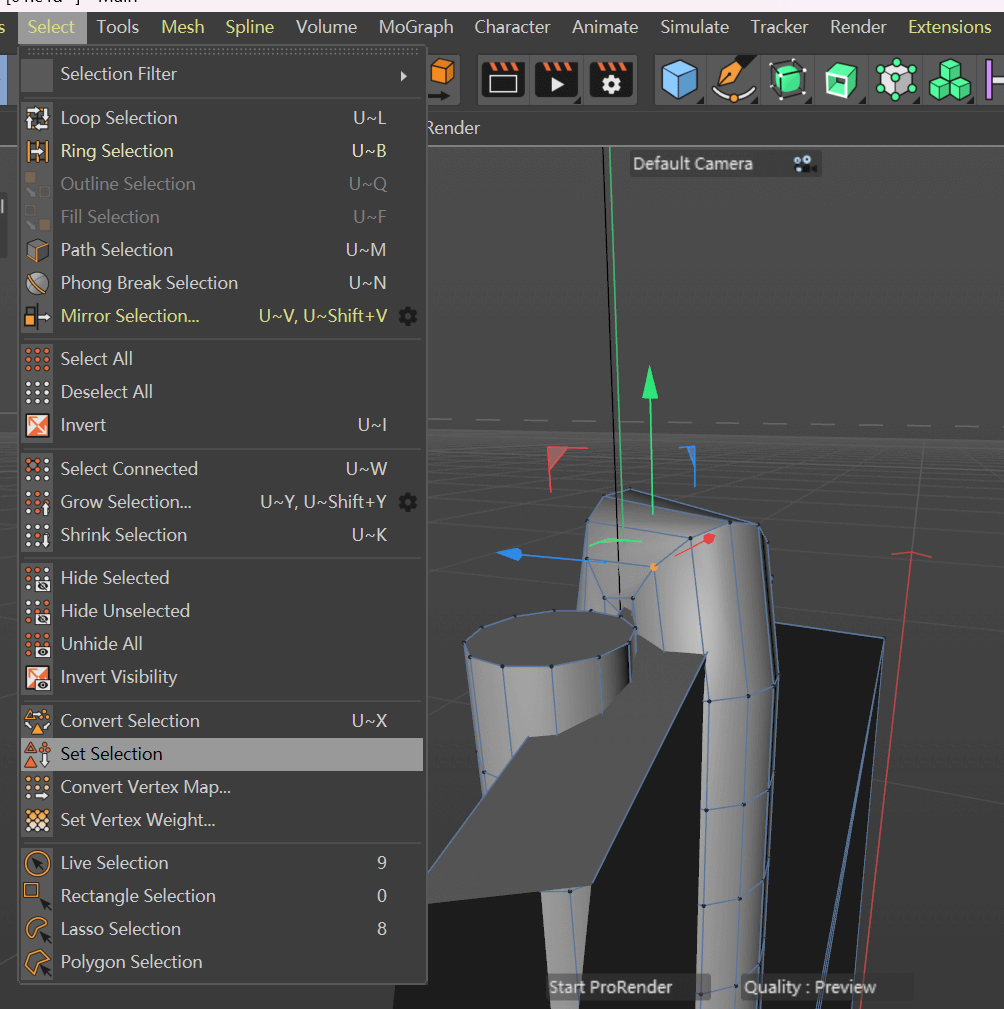 Select Tools Mesh Spline Volume MoGraph Character Animate Simulate Tracker Render Extensions
Selection Filter
Loop Selection U~L
Render
Ring Selection U~B
Default Camera
Outline Selection U~Q
Fill Selection U~F
Path Selection U~M
Phong Break Selection U~N
Mirror Selection... U~V, U~Shift+V
Select All
Deselect All
Invert U~I
Select Connected U~W
Grow Selection... U~Y, U~Shift+Y
Shrink Selection U~K
Hide Selected
Hide Unselected
Unhide All
Invert Visibility
Convert Selection U~X
Set Selection
Convert Vertex Map...
Set Vertex Weight...
Live Selection 9
Rectangle Selection 0
Lasso Selection 8
Polygon Selection
Start ProRender Quality : Preview